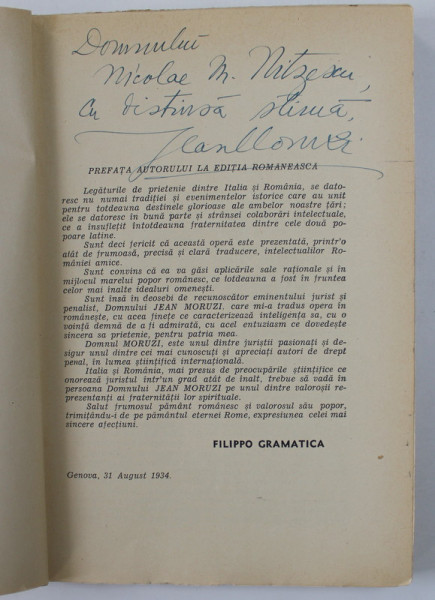 Domnului
Nicolae M. Nitzescu,
cu distinsă stimă,
Jean Moruzi
PREFAȚA AUTORULUI LA EDIȚIA ROMÂNEASCĂ
Legăturile de prietenie dintre Italia și România, se dato-
resc nu numai tradiției și evenimentelor istorice care au unit
pentru totdeauna destinele glorioase ale ambelor noastre țări;
ele se datoresc în bună parte și strânsei colaborări intelectuale,
ce a insuflețit întotdeauna fraternitatea dintre cele două po-
poare latine.
Sunt deci fericit că această operă este prezentată, printr'o
atât de frumoasă, precisă și clară traducere, intelectualilor Ro-
mâniei amice.
Sunt convins că ea va găsi aplicările sale raționale și în
mijlocul marelui popor românesc, ce totdeauna a fost în fruntea
celor mai înalte idealuri omenești.
Sunt însă în deosebi de recunoscător eminentului jurist și
penalist, Domnului JEAN MORUZI, care mi-a tradus opera în
românește, cu acea finețe ce caracterizează inteligența sa, cu o
voință demnă de a fi admirată, cu acel entuziasm ce dovedește
sincera sa prietenie, pentru patria mea.
Domnul MORUZI, este unul dintre juriștii pasionați și de-
sigur unul dintre cei mai cunoscuți și apreciați autori de drept
penal, în lumea științifică internațională.
Italia și România, mai presus de preocupările științifice ce
onorează juristul într'un grad atât de înalt, trebue să vadă în
persoana Domnului JEAN MORUZI pe unul dintre valoroșii re-
prezentanți ai fraternității lor spirituale.
Salut frumosul pământ românesc și valorosul său popor,
trimițându-i de pe pământul eternei Rome, expresiunea celei mai
sincere afecțiuni.
FILIPPO GRAMATICA
Genova, 31 August 1934.